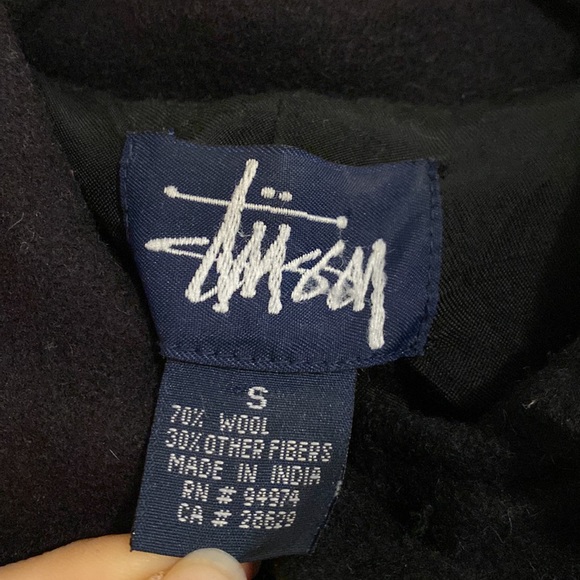 Stüssy
S
70% WOOL
30% OTHER FIBERS
MADE IN INDIA
RN # 94974
CA # 28629